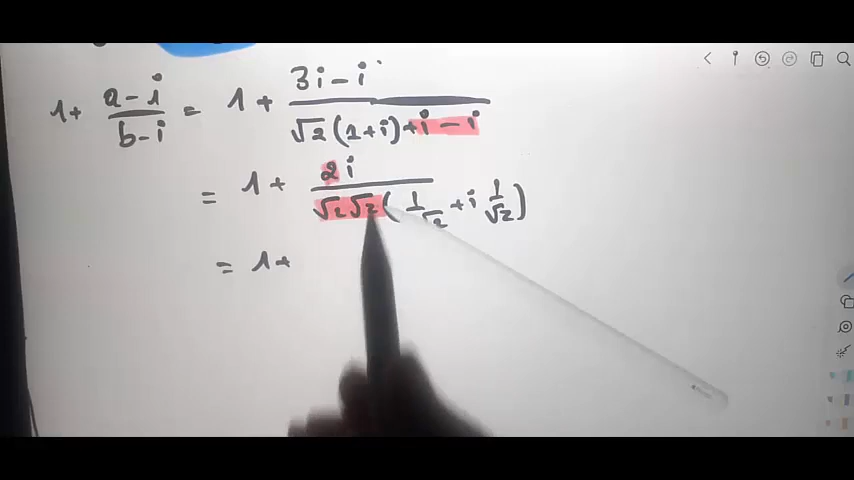 1 + (a - i)/(b - i) = 1 + (3i - i)/(√2(1+i)+i - i)
= 1 + 2i/(√2√2(1/√2 + i 1/√2))
= 1 +